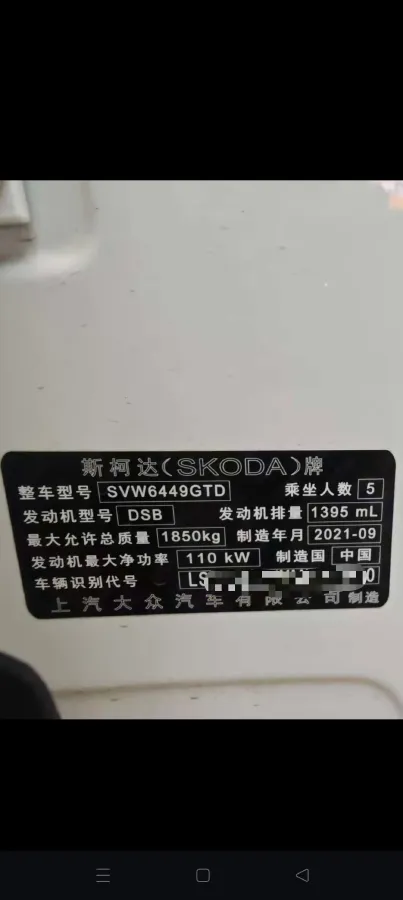 斯柯达(SKODA)牌
整车型号 SVW6449GTD 乘坐人数 5
发动机型号 DSB 发动机排量 1395 mL
最大允许总质量 1850kg 制造年月 2021-09
发动机最大净功率 110 kW 制造国 中国
车辆识别代号 LS 0
上汽大众汽车有限公司 制造